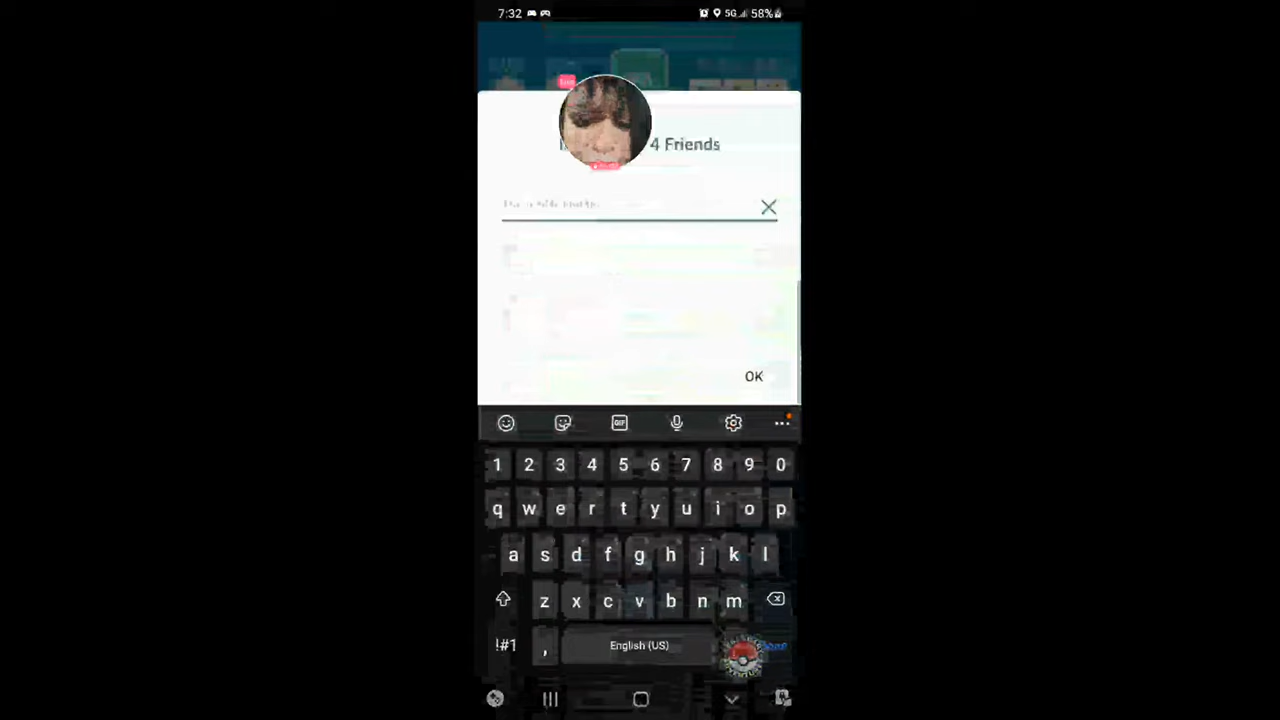 7:32 5G 58%
4 Friends
OK
GIF
1 2 3 4 5 6 7 8 9 0
q w e r t y u i o p
a s d f g h j k l
z x c v b n m
!#1 , English (US)